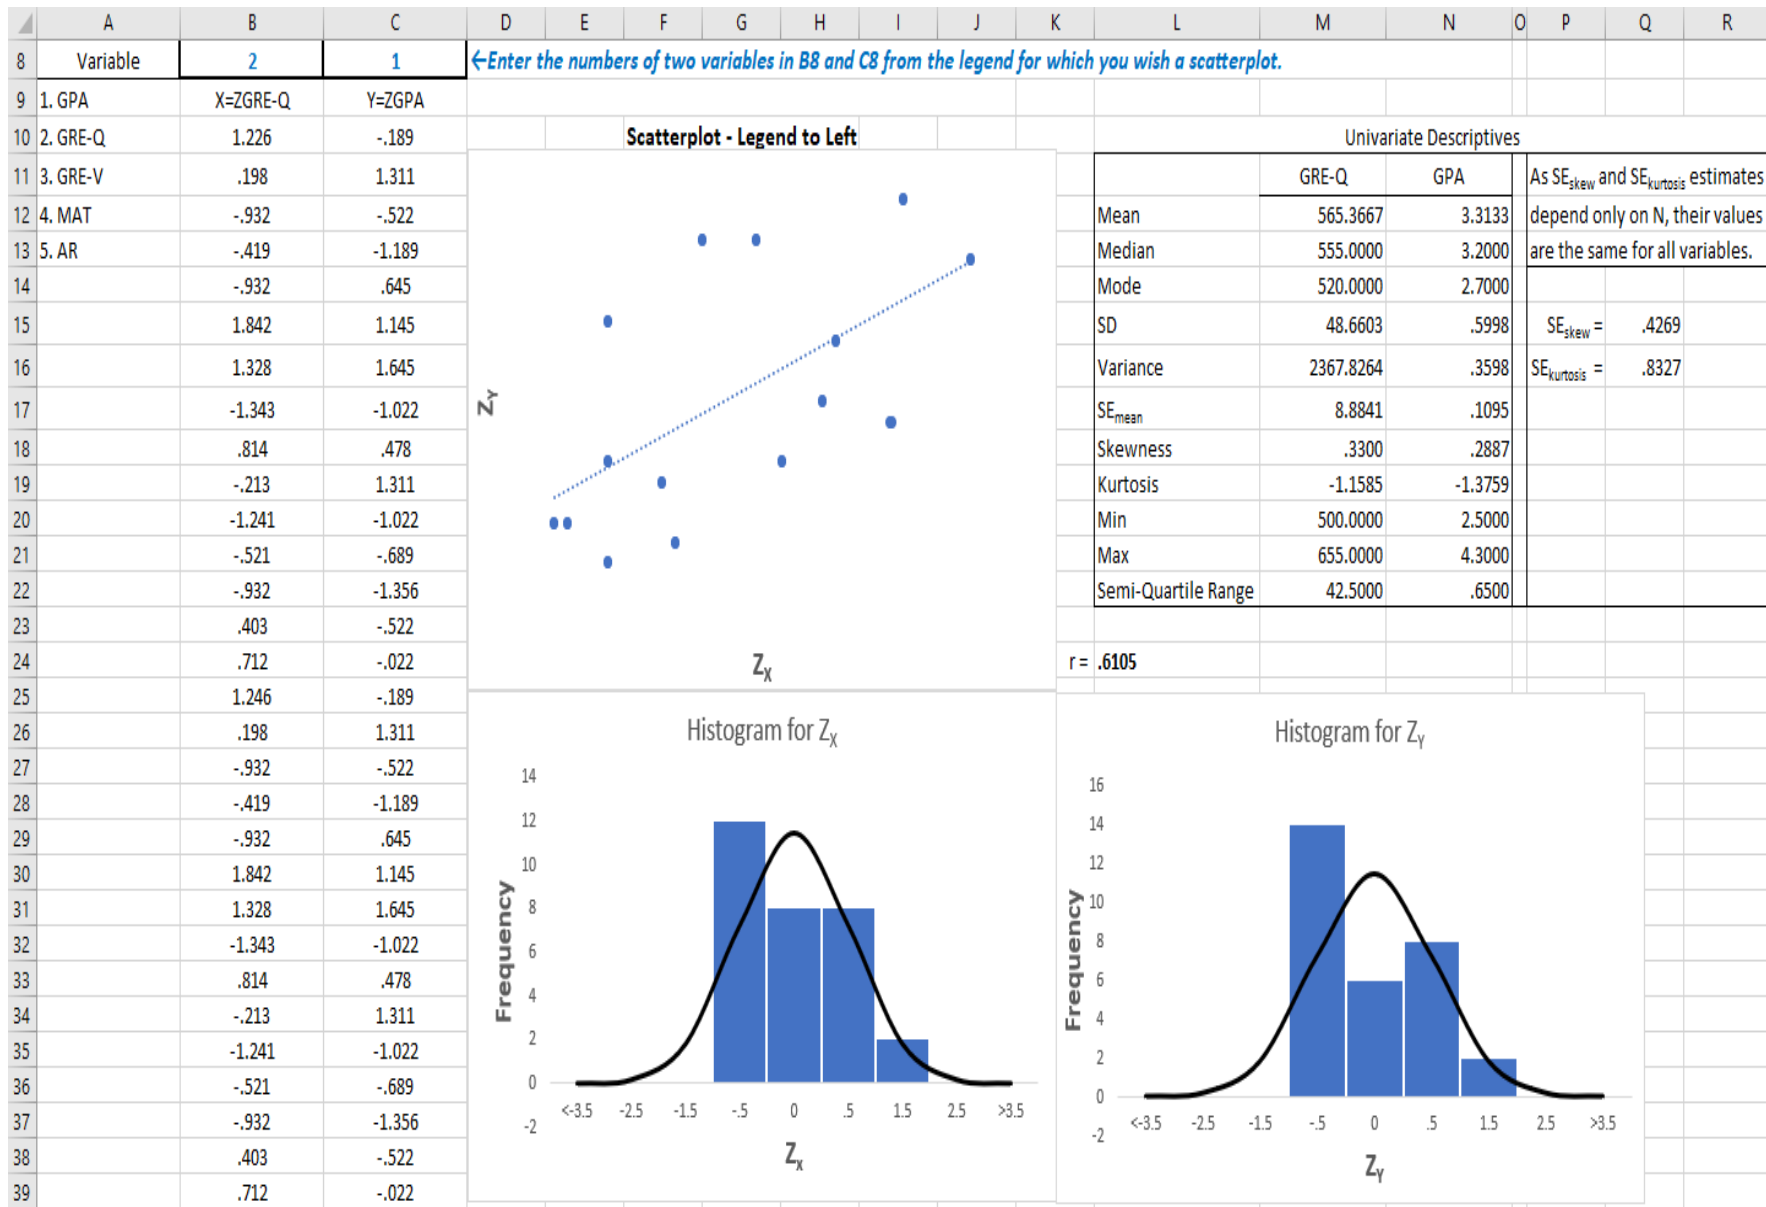 A B C D E F G H I J K L M N O P Q R
8 Variable 2 1 ←Enter the numbers of two variables in B8 and C8 from the legend for which you wish a scatterplot.
9 1. GPA X=ZGRE-Q Y=ZGPA
10 2. GRE-Q 1.226 -.189 Scatterplot - Legend to Left Univariate Descriptives
11 3. GRE-V .198 1.311 GRE-Q GPA As SEskew and SEkurtosis estimates
12 4. MAT -.932 -.522 Mean 565.3667 3.3133 depend only on N, their values
13 5. AR -.419 -1.189 Median 555.0000 3.2000 are the same for all variables.
14 -.932 .645 Mode 520.0000 2.7000
15 1.842 1.145 SD 48.6603 .5998 SEskew = .4269
16 1.328 1.645 Variance 2367.8264 .3598 SEkurtosis = .8327
17 -1.343 -1.022 ZY SEmean 8.8841 .1095
18 .814 .478 Skewness .3300 .2887
19 -.213 1.311 Kurtosis -1.1585 -1.3759
20 -1.241 -1.022 Min 500.0000 2.5000
21 -.521 -.689 Max 655.0000 4.3000
22 -.932 -1.356 Semi-Quartile Range 42.5000 .6500
23 .403 -.522
24 .712 -.022 ZX r = .6105
25 1.246 -.189
26 .198 1.311
27 -.932 -.522
28 -.419 -1.189
29 -.932 .645
30 1.842 1.145
31 1.328 1.645
32 -1.343 -1.022
33 .814 .478
34 -.213 1.311
35 -1.241 -1.022
36 -.521 -.689
37 -.932 -1.356
38 .403 -.522
39 .712 -.022
Histogram for ZX
Frequency
14
12
10
8
6
4
2
0
-2
<-3.5 -2.5 -1.5 -.5 0 .5 1.5 2.5 >3.5
ZX
Histogram for ZY
Frequency
16
14
12
10
8
6
4
2
0
-2
<-3.5 -2.5 -1.5 -.5 0 .5 1.5 2.5 >3.5
ZY